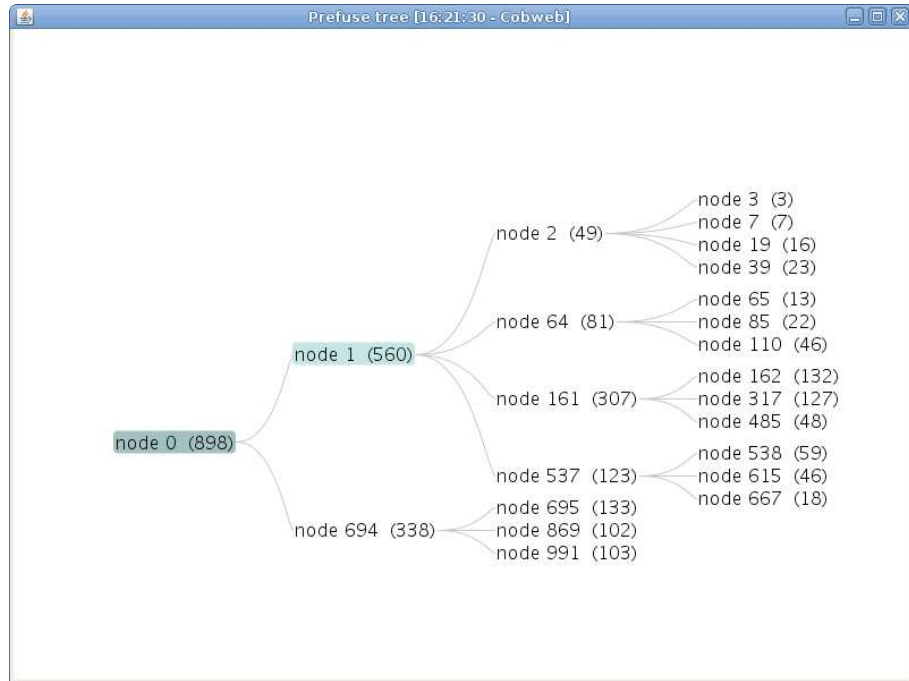 Prefuse tree [16:21:30 - Cobweb]
node 3 (3)
node 7 (7)
node 2 (49)
node 19 (16)
node 39 (23)
node 65 (13)
node 64 (81)
node 85 (22)
node 110 (46)
node 1 (560)
node 162 (132)
node 161 (307)
node 317 (127)
node 485 (48)
node 0 (898)
node 538 (59)
node 537 (123)
node 615 (46)
node 667 (18)
node 695 (133)
node 694 (338)
node 869 (102)
node 991 (103)